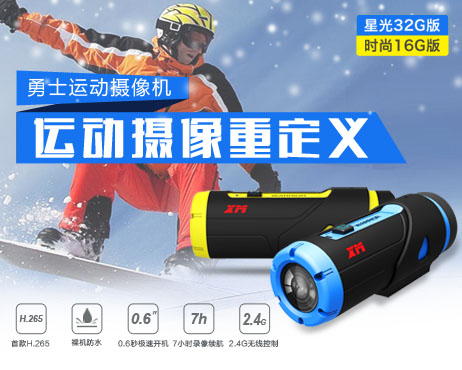 星光32G版
时尚16G版
勇士运动摄像机
运动摄像重定义
XM
XM
H.265
0.6"
7h
2.4G
首款H.265
裸机防水
0.6秒极速开机
7小时录像续航
2.4G无线控制